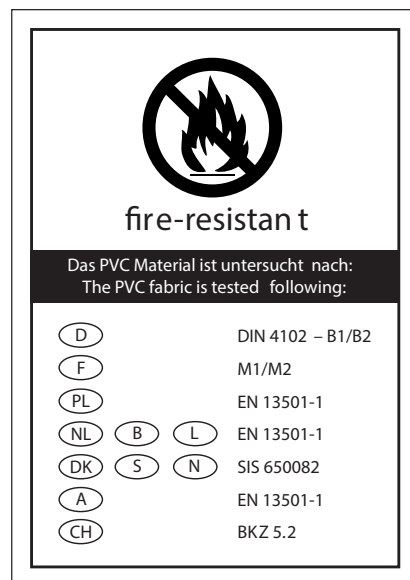 fire-resistan t
Das PVC Material ist untersucht nach:
The PVC fabric is tested following:
D DIN 4102 – B1/B2
F M1/M2
PL EN 13501-1
NL B L EN 13501-1
DK S N SIS 650082
A EN 13501-1
CH BKZ 5.2